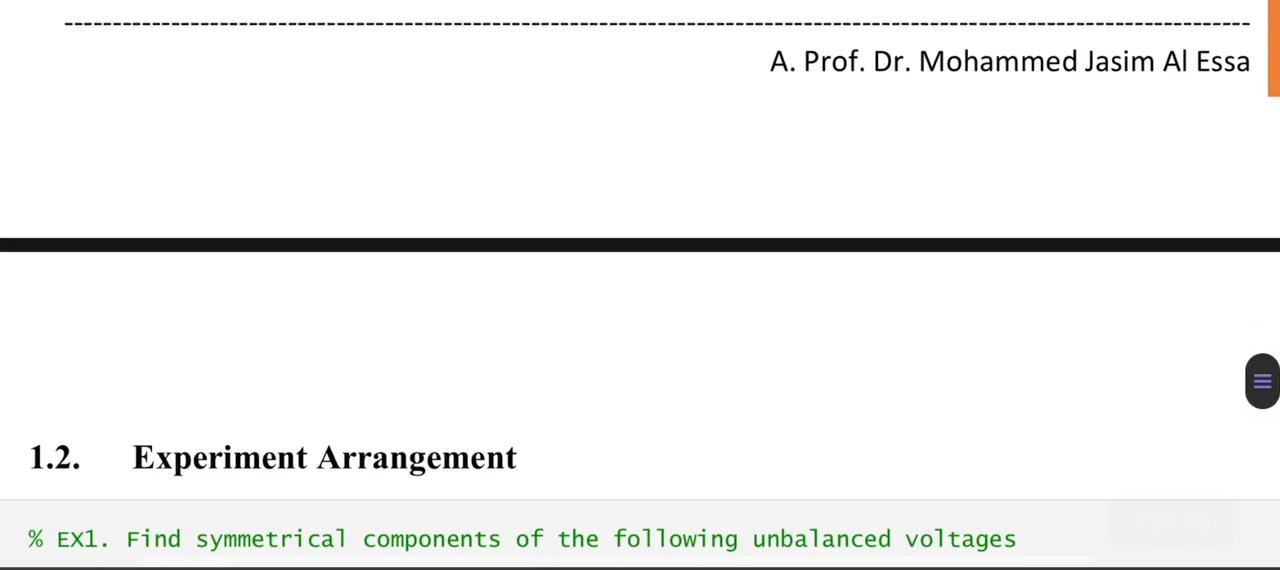 A. Prof. Dr. Mohammed Jasim Al Essa
1.2. Experiment Arrangement
% EX1. Find symmetrical components of the following unbalanced voltages